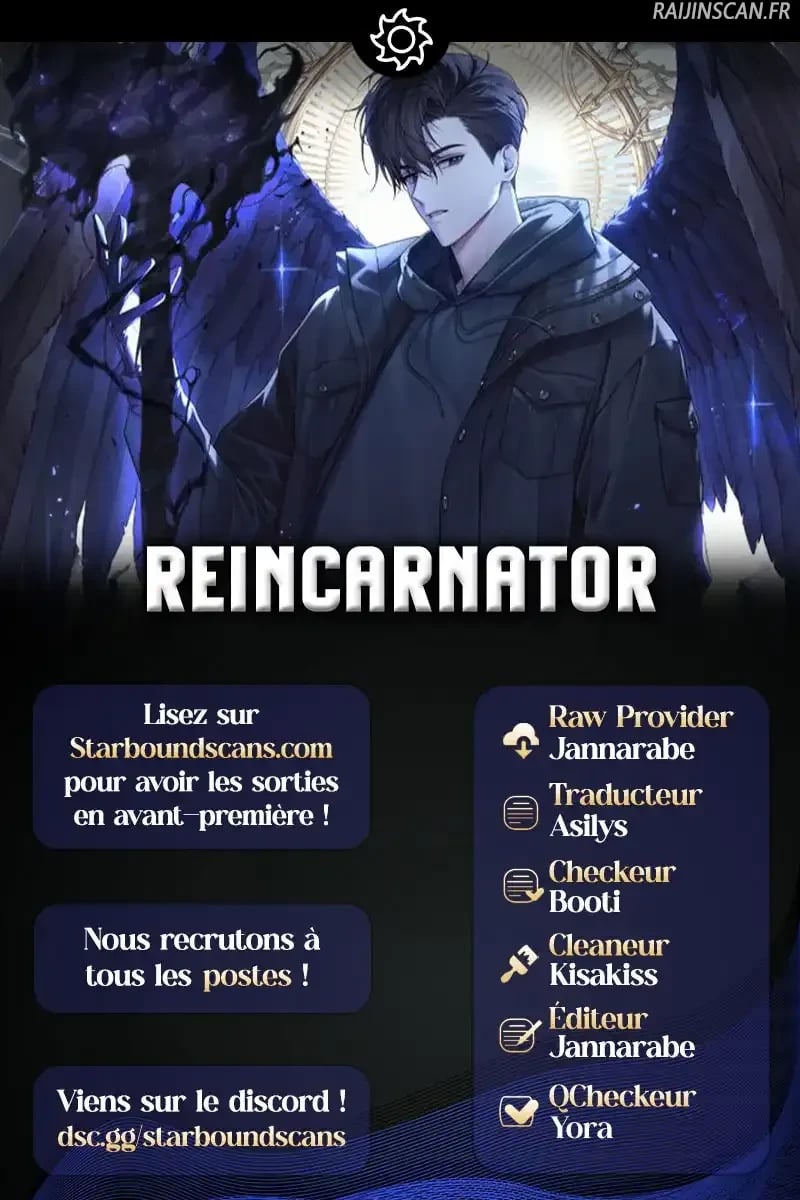 RAIJINSCAN.FR
REINCARNATOR
Lisez sur
Starboundscans.com
pour avoir les sorties
en avant-première !
Nous recrutons à
tous les postes !
Viens sur le discord !
dsc.gg/starboundscans
Raw Provider
Jannarabe
Traducteur
Asilys
Checkeur
Booti
Cleaneur
Kisakiss
Éditeur
Jannarabe
QCheckeur
Yora